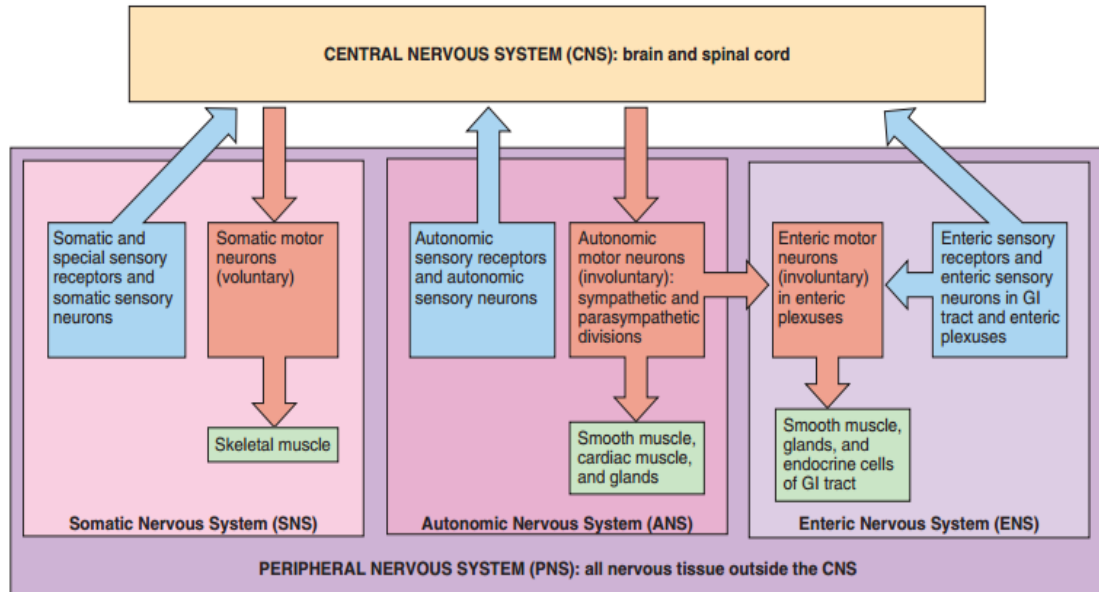 CENTRAL NERVOUS SYSTEM (CNS): brain and spinal cord
Somatic and
special sensory
receptors and
somatic sensory
neurons
Somatic motor
neurons
(voluntary)
Skeletal muscle
Somatic Nervous System (SNS)
Autonomic
sensory receptors
and autonomic
sensory neurons
Autonomic
motor neurons
(involuntary):
sympathetic and
parasympathetic
divisions
Smooth muscle,
cardiac muscle,
and glands
Autonomic Nervous System (ANS)
Enteric motor
neurons
(involuntary)
in enteric
plexuses
Enteric sensory
receptors and
enteric sensory
neurons in GI
tract and enteric
plexuses
Smooth muscle,
glands, and
endocrine cells
of GI tract
Enteric Nervous System (ENS)
PERIPHERAL NERVOUS SYSTEM (PNS): all nervous tissue outside the CNS